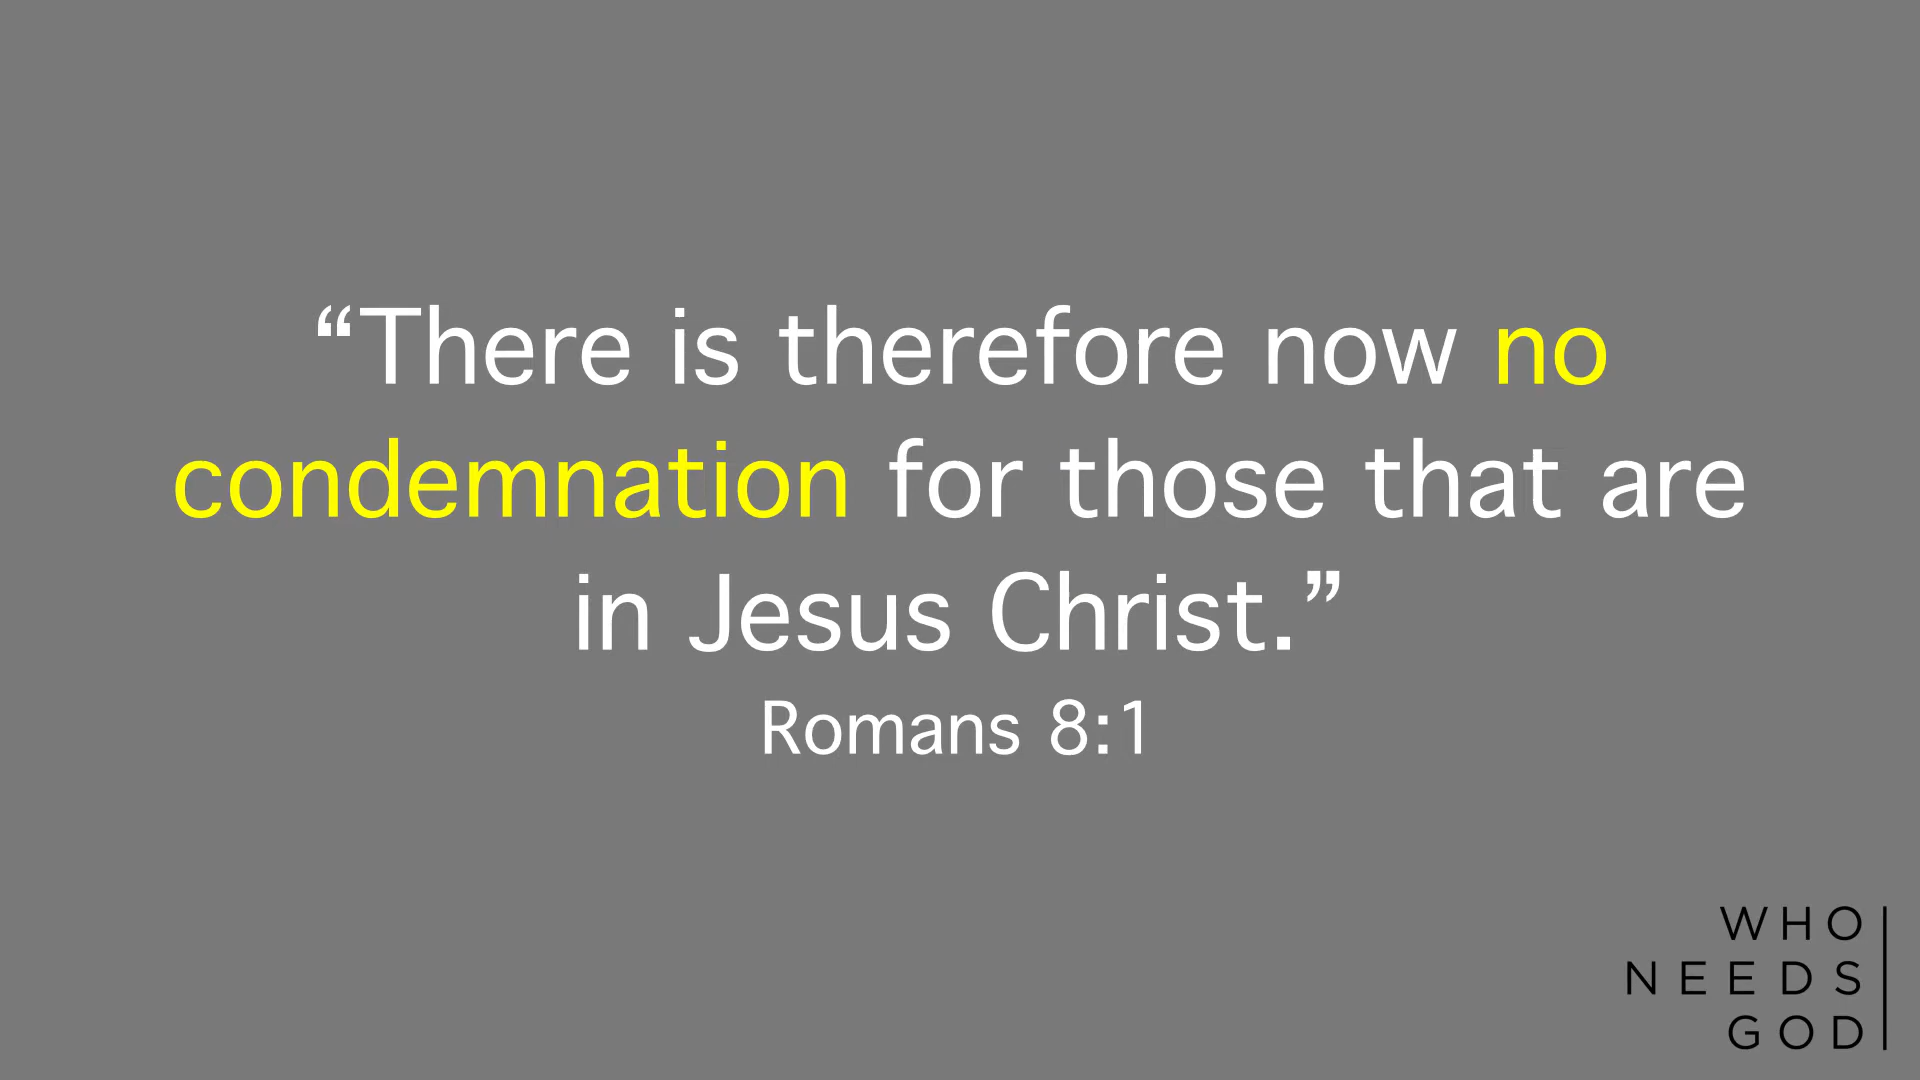 “There is therefore now no
condemnation for those that are
in Jesus Christ.”
Romans 8:1
WHO
NEEDS
GOD